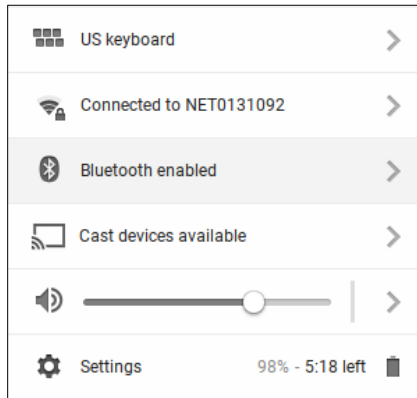 US keyboard
Connected to NET0131092
Bluetooth enabled
Cast devices available
Settings 98% - 5:18 left